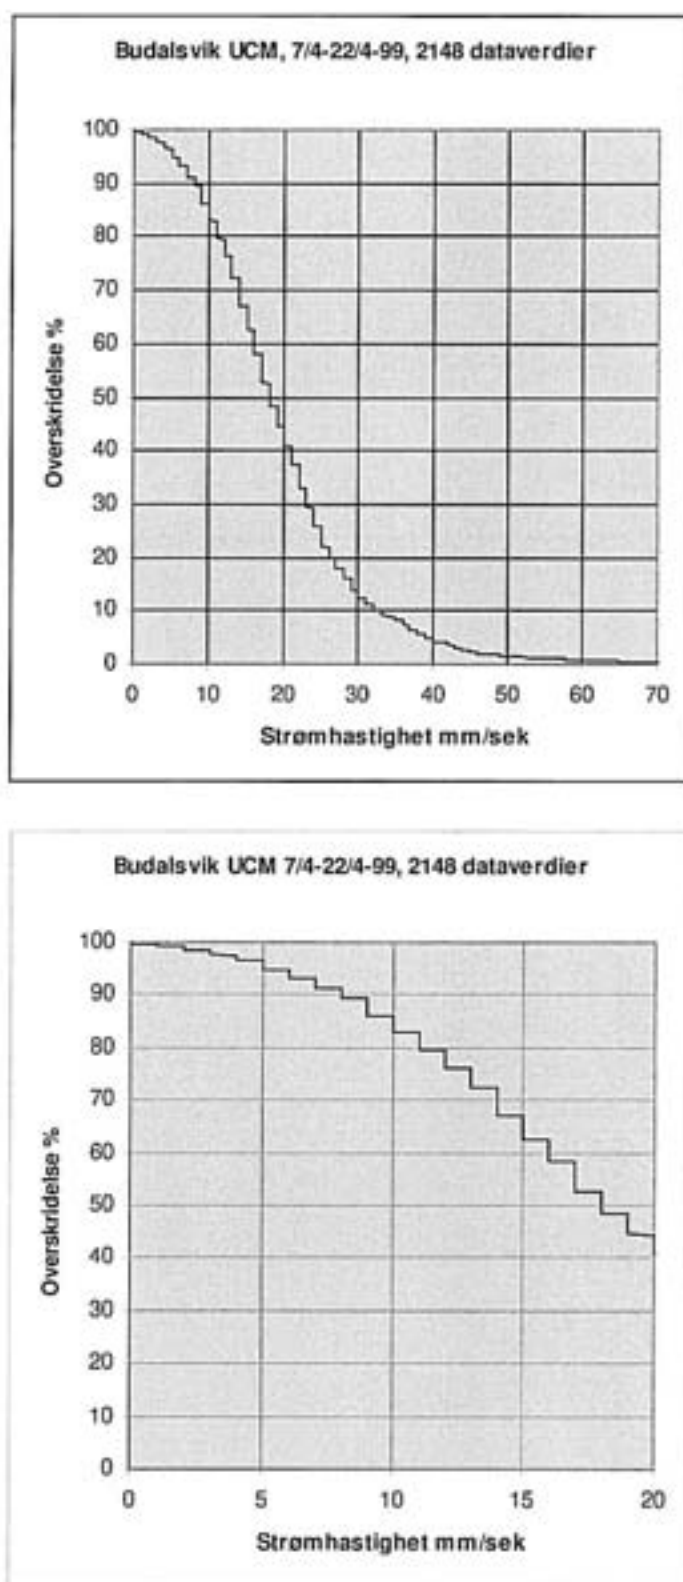 Budalsvik UCM, 7/4-22/4-99, 2148 dataverdier
100
90
80
70
60
50
40
30
20
10
0
Overskridelse %
0 10 20 30 40 50 60 70
Strømhastighet mm/sek
Budalsvik UCM 7/4-22/4-99, 2148 dataverdier
100
90
80
70
60
50
40
30
20
10
0
Overskridelse %
0 5 10 15 20
Strømhastighet mm/sek